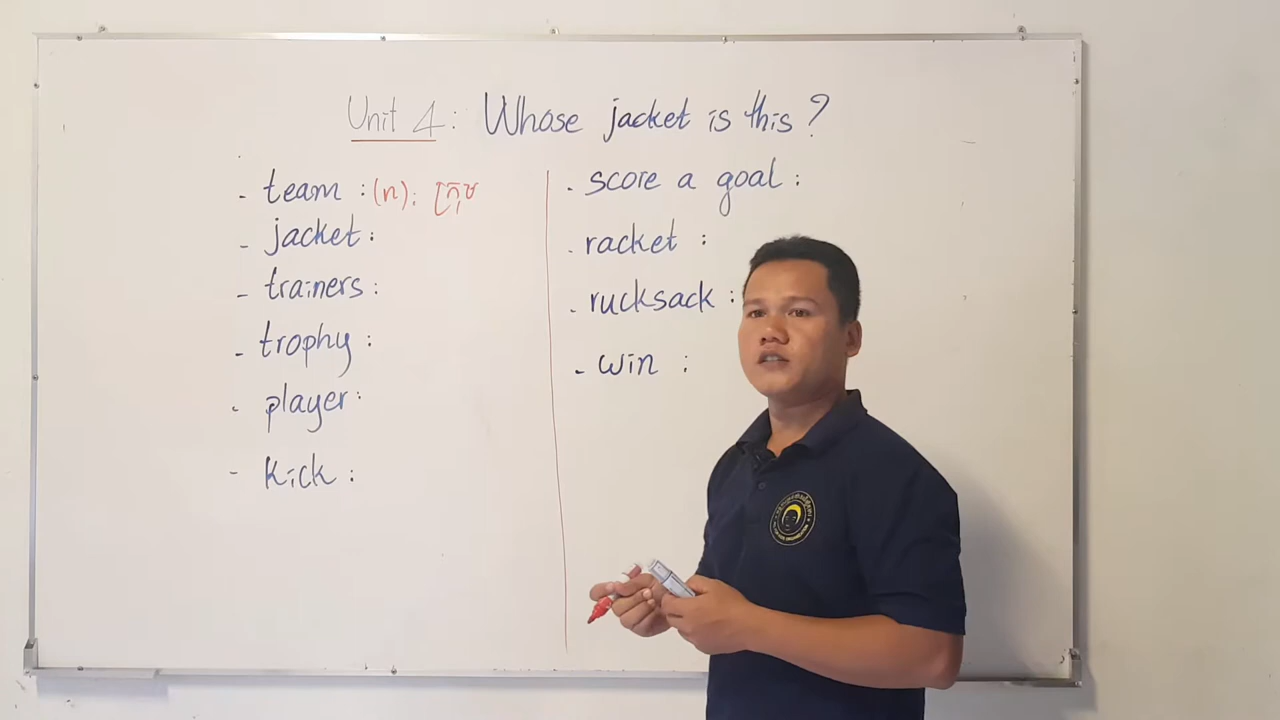 Unit 4: Whose jacket is this?
- team : (n): ក្រុម
- jacket :
- trainers :
- trophy :
- player :
- kick :
- score a goal :
- racket :
- rucksack :
- win :